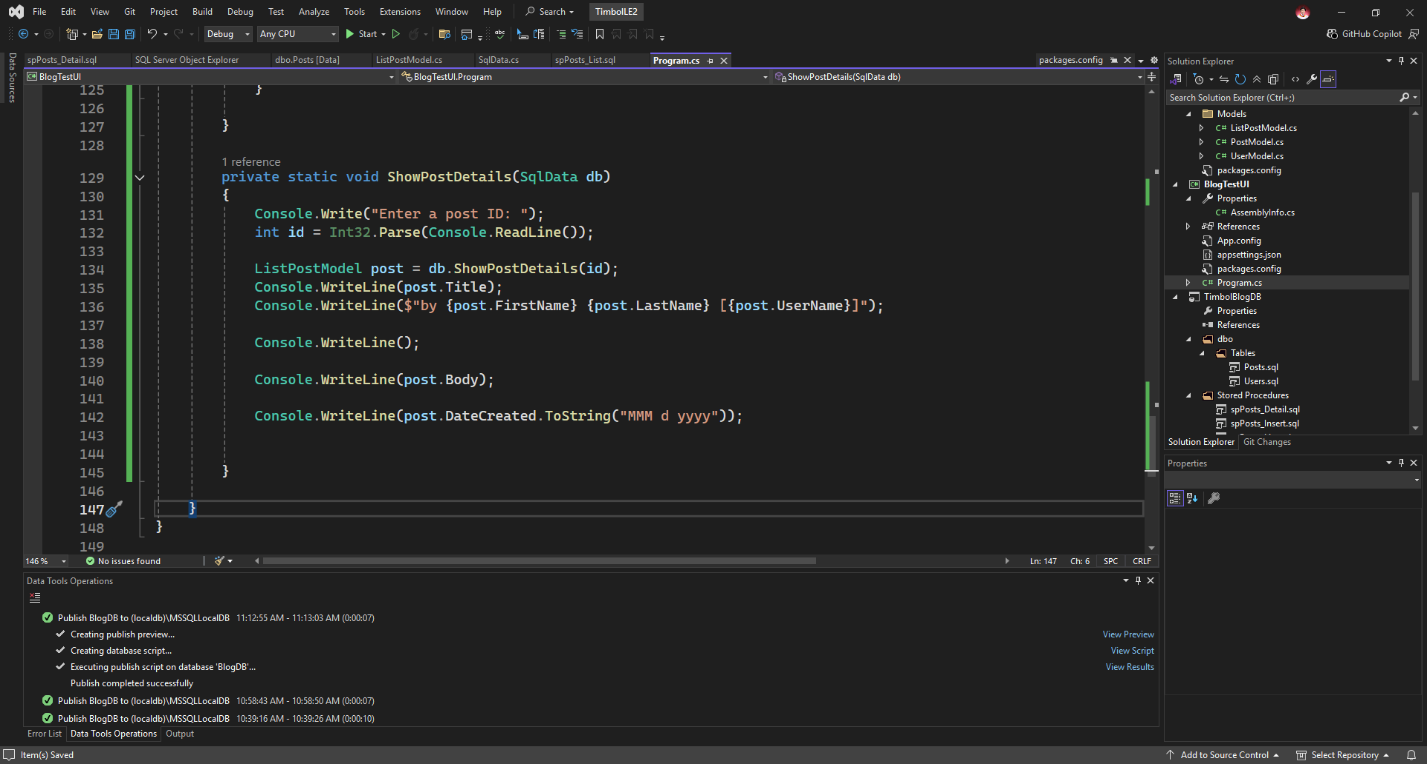 File Edit View Git Project Build Debug Test Analyze Tools Extensions Window Help Search TimbolLE2
Debug Any CPU Start GitHub Copilot
Data Sources
spPosts_Detail.sql SQL Server Object Explorer dbo.Posts [Data] ListPostModel.cs SqlData.cs spPosts_List.sql Program.cs packages.config
BlogTestUI BlogTestUI.Program ShowPostDetails(SqlData db)
125 }
126
127 }
128
1 reference
129 private static void ShowPostDetails(SqlData db)
130 {
131 Console.Write("Enter a post ID: ");
132 int id = Int32.Parse(Console.ReadLine());
133
134 ListPostModel post = db.ShowPostDetails(id);
135 Console.WriteLine(post.Title);
136 Console.WriteLine($"by {post.FirstName} {post.LastName} [{post.UserName}]");
137
138 Console.WriteLine();
139
140 Console.WriteLine(post.Body);
141
142 Console.WriteLine(post.DateCreated.ToString("MMM d yyyy"));
143
144
145 }
146
147 }
148 }
149
146 % No issues found Ln: 147 Ch: 6 SPC CRLF
Data Tools Operations
Publish BlogDB to (localdb)\MSSQLLocalDB 11:12:55 AM - 11:13:03 AM (0:00:07)
Creating publish preview... View Preview
Creating database script... View Script
Executing publish script on database 'BlogDB'... View Results
Publish completed successfully
Publish BlogDB to (localdb)\MSSQLLocalDB 10:58:43 AM - 10:58:50 AM (0:00:07)
Publish BlogDB to (localdb)\MSSQLLocalDB 10:39:16 AM - 10:39:26 AM (0:00:10)
Error List Data Tools Operations Output
Solution Explorer
Search Solution Explorer (Ctrl+;)
Models
C# ListPostModel.cs
C# PostModel.cs
C# UserModel.cs
packages.config
BlogTestUI
Properties
C# AssemblyInfo.cs
References
App.config
appsettings.json
packages.config
C# Program.cs
TimbolBlogDB
Properties
References
dbo
Tables
Posts.sql
Users.sql
Stored Procedures
spPosts_Detail.sql
spPosts_Insert.sql
Solution Explorer Git Changes
Properties
Item(s) Saved Add to Source Control Select Repository